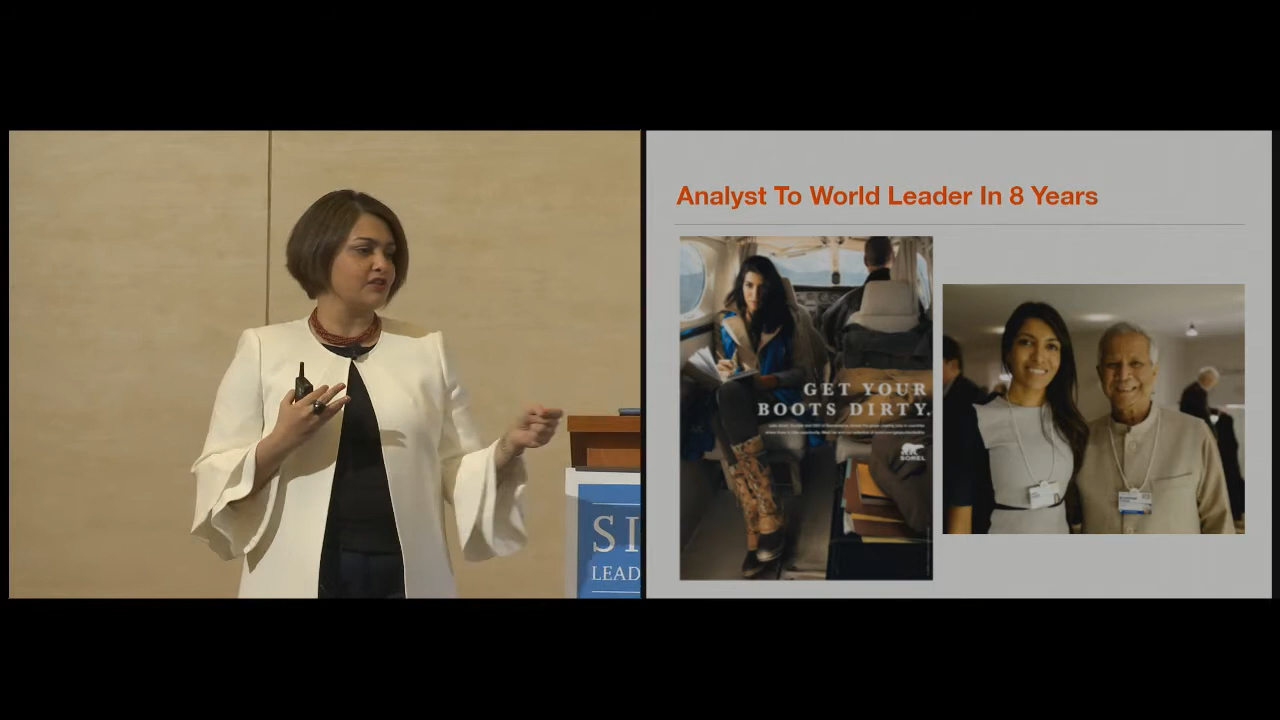 Analyst To World Leader In 8 Years
GET YOUR
BOOTS DIRTY.
SOREL
SI
LEAD